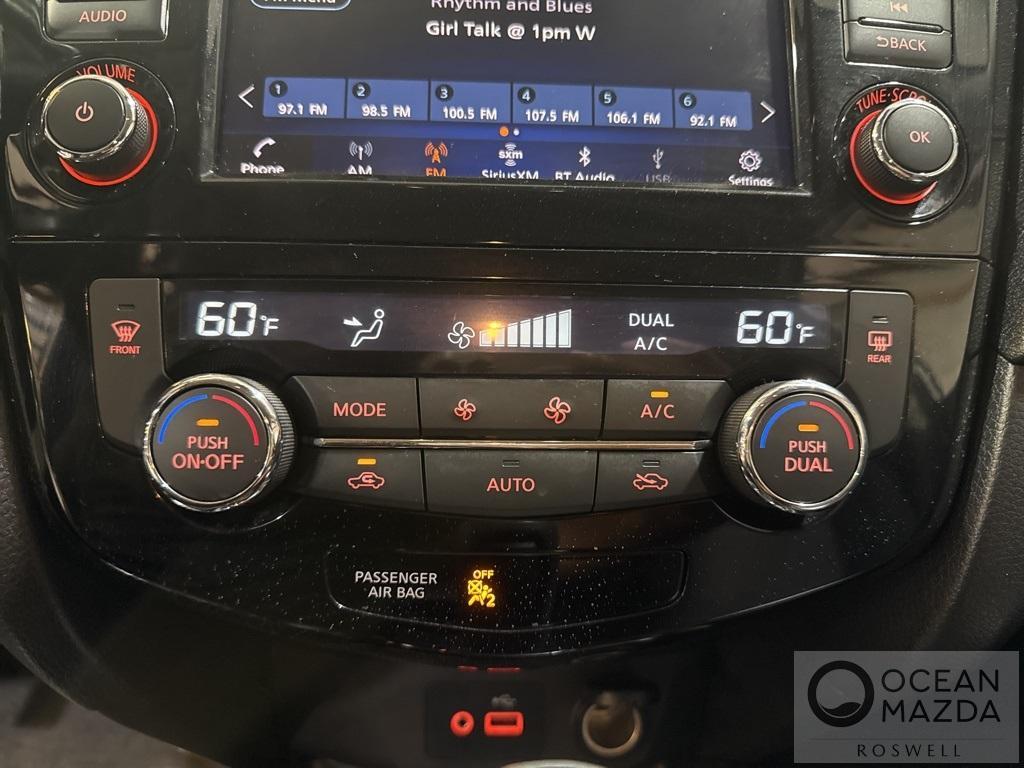 AUDIO
Rhythm and Blues
Girl Talk @ 1pm W
BACK
VOLUME
1 2 3 4 5 6
97.1 FM 98.5 FM 100.5 FM 107.5 FM 106.1 FM 92.1 FM
OK
Phone AM FM sxm SiriusXM BT Audio USB Settings
FRONT
60°F
DUAL
A/C
60°F
REAR
PUSH
ON·OFF
MODE
A/C
PUSH
DUAL
AUTO
PASSENGER
AIR BAG
OFF
2
OCEAN
MAZDA
ROSWELL